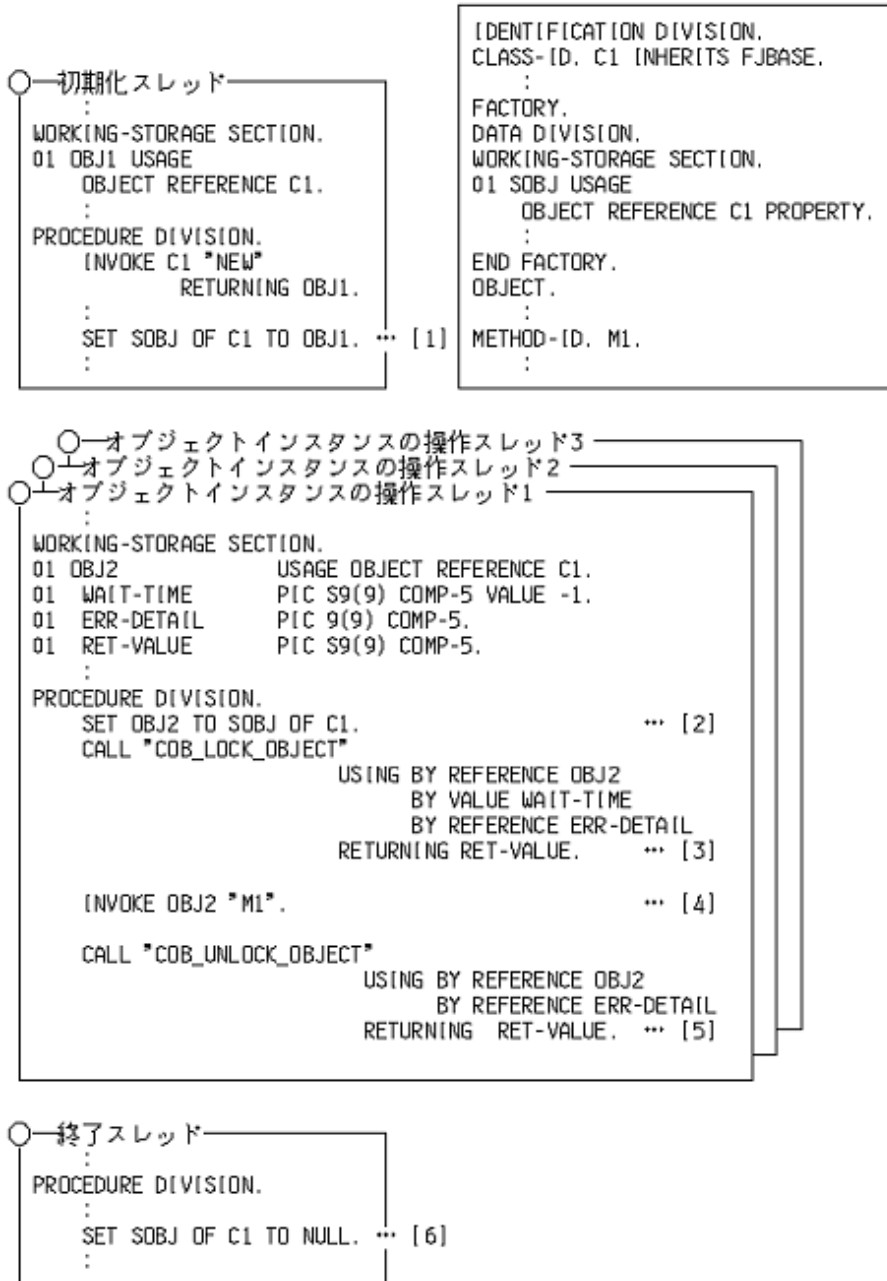 初期化スレッド
:
WORKING-STORAGE SECTION.
01 OBJ1 USAGE
OBJECT REFERENCE C1.
:
PROCEDURE DIVISION.
INVOKE C1 "NEW"
RETURNING OBJ1.
:
SET SOBJ OF C1 TO OBJ1. … [1]
:
IDENTIFICATION DIVISION.
CLASS-ID. C1 INHERITS FJBASE.
:
FACTORY.
DATA DIVISION.
WORKING-STORAGE SECTION.
01 SOBJ USAGE
OBJECT REFERENCE C1 PROPERTY.
:
END FACTORY.
OBJECT.
:
METHOD-ID. M1.
:
オブジェクトインスタンスの操作スレッド3
オブジェクトインスタンスの操作スレッド2
オブジェクトインスタンスの操作スレッド1
:
WORKING-STORAGE SECTION.
01 OBJ2 USAGE OBJECT REFERENCE C1.
01 WAIT-TIME PIC S9(9) COMP-5 VALUE -1.
01 ERR-DETAIL PIC 9(9) COMP-5.
01 RET-VALUE PIC S9(9) COMP-5.
:
PROCEDURE DIVISION.
SET OBJ2 TO SOBJ OF C1. … [2]
CALL "COB_LOCK_OBJECT"
USING BY REFERENCE OBJ2
BY VALUE WAIT-TIME
BY REFERENCE ERR-DETAIL
RETURNING RET-VALUE. … [3]
INVOKE OBJ2 "M1". … [4]
CALL "COB_UNLOCK_OBJECT"
USING BY REFERENCE OBJ2
BY REFERENCE ERR-DETAIL
RETURNING RET-VALUE. … [5]
終了スレッド
:
PROCEDURE DIVISION.
:
SET SOBJ OF C1 TO NULL. … [6]
: